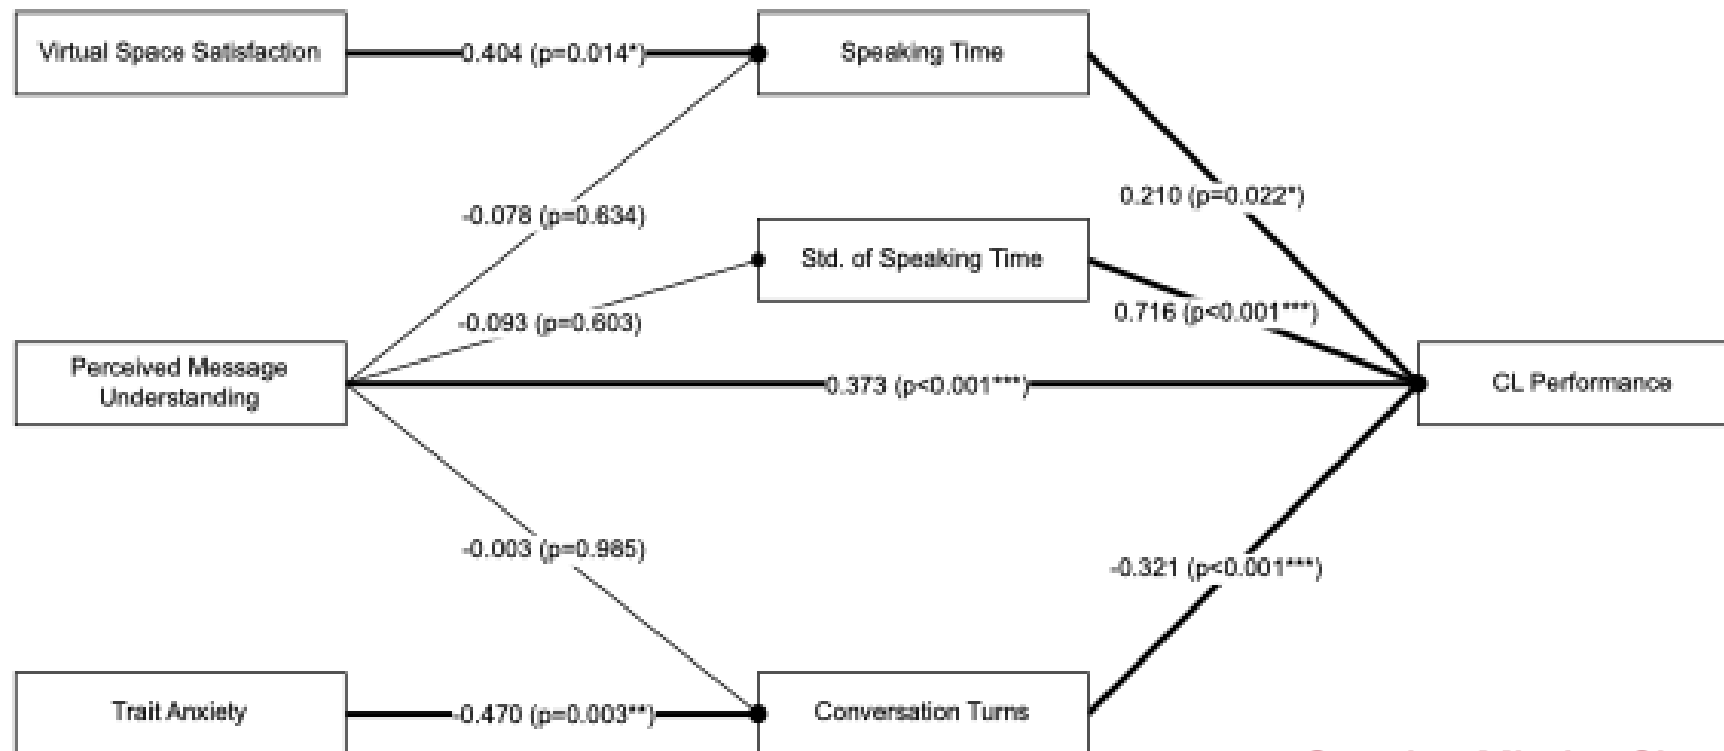 Virtual Space Satisfaction
0.404 (p=0.014*)
Speaking Time
0.210 (p=0.022*)
-0.078 (p=0.634)
Std. of Speaking Time
-0.093 (p=0.603)
0.716 (p<0.001***)
Perceived Message
Understanding
0.373 (p<0.001***)
CL Performance
-0.003 (p=0.985)
-0.321 (p<0.001***)
Trait Anxiety
-0.470 (p=0.003**)
Conversation Turns